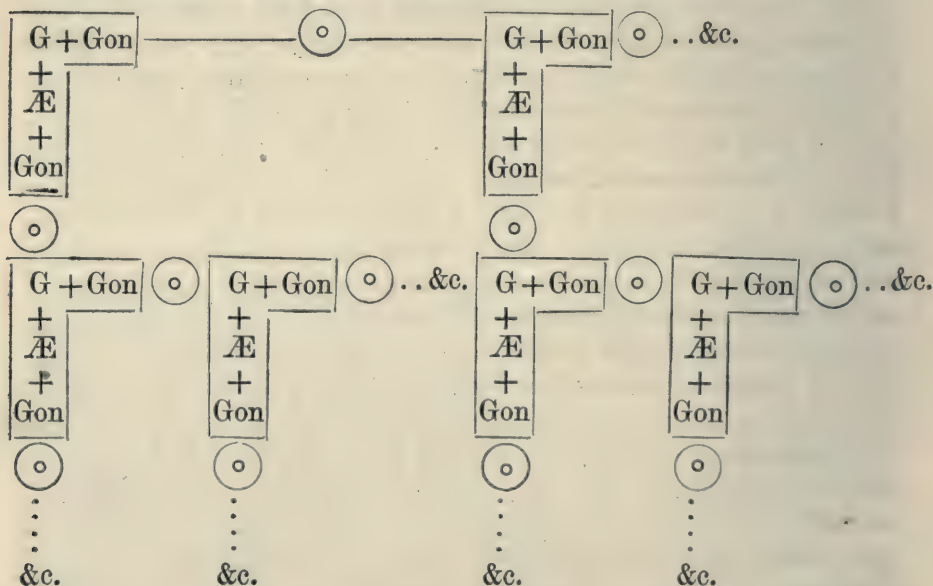 G + Gon G + Gon . . &c.
+ +
Æ Æ
+ +
Gon Gon
G + Gon G + Gon . . &c. G + Gon G + Gon . . &c.
+ + + +
Æ Æ Æ Æ
+ + + +
Gon Gon Gon Gon
&c. &c. &c. &c.